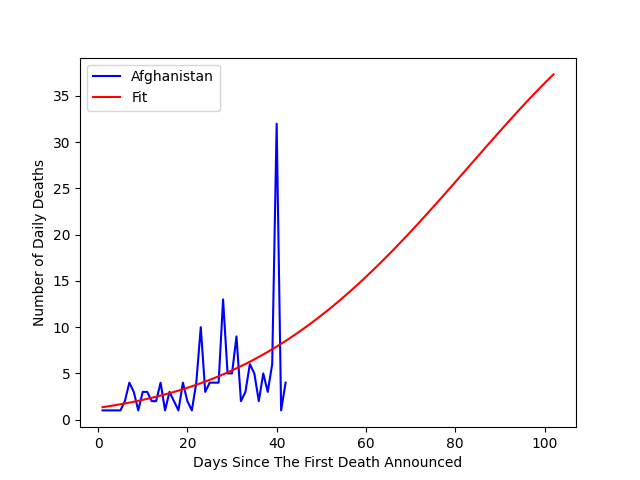 Afghanistan
Fit
Number of Daily Deaths
35
30
25
20
15
10
5
0
0 20 40 60 80 100
Days Since The First Death Announced